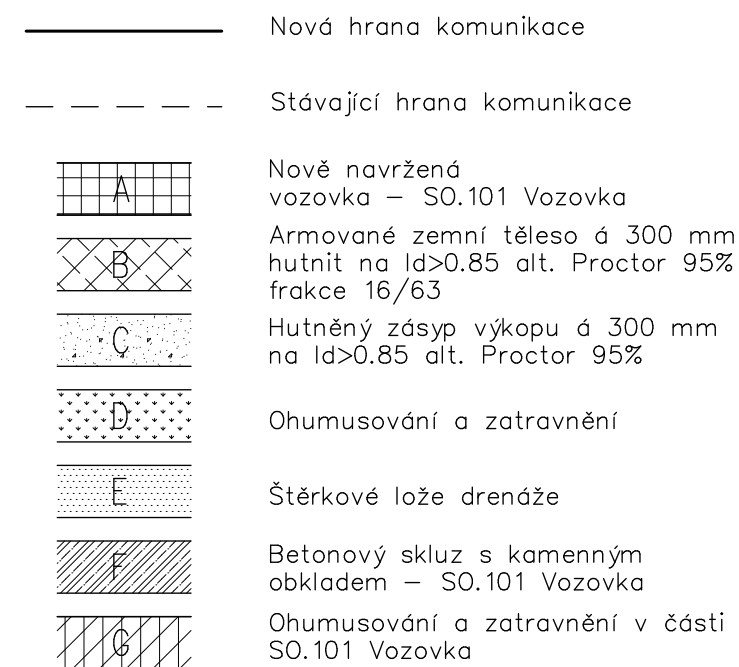 Nová hrana komunikace
Stávající hrana komunikace
A
Nově navržená
vozovka – SO.101 Vozovka
B
Armované zemní těleso á 300 mm
hutnit na Id>0.85 alt. Proctor 95%
frakce 16/63
C
Hutněný zásyp výkopu á 300 mm
na Id>0.85 alt. Proctor 95%
D
Ohumusování a zatravnění
E
Štěrkové lože drenáže
F
Betonový skluz s kamenným
obkladem – SO.101 Vozovka
G
Ohumusování a zatravnění v části
SO.101 Vozovka